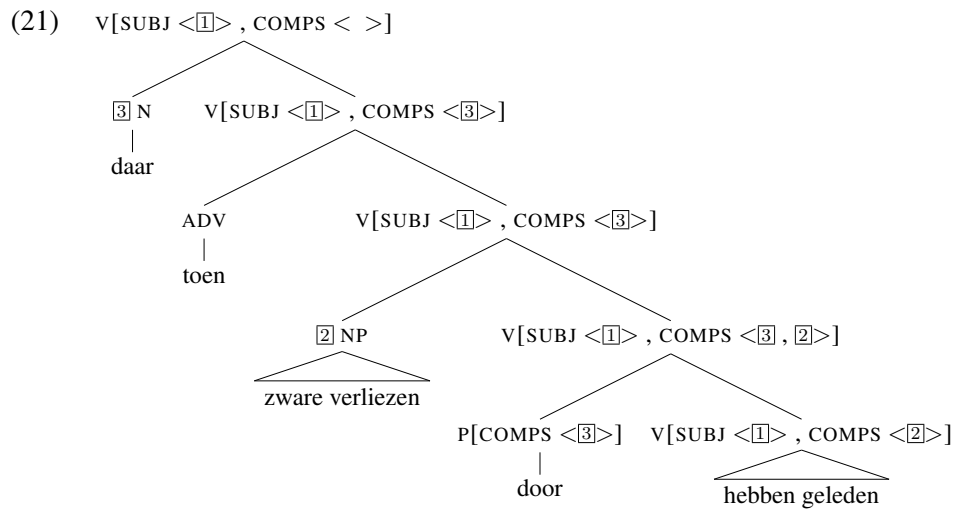 (21) V[SUBJ <1> , COMPS < >]
3 N V[SUBJ <1> , COMPS <3>]
daar
ADV V[SUBJ <1> , COMPS <3>]
toen
2 NP V[SUBJ <1> , COMPS <3 , 2>]
zware verliezen
P[COMPS <3>] V[SUBJ <1> , COMPS <2>]
door hebben geleden